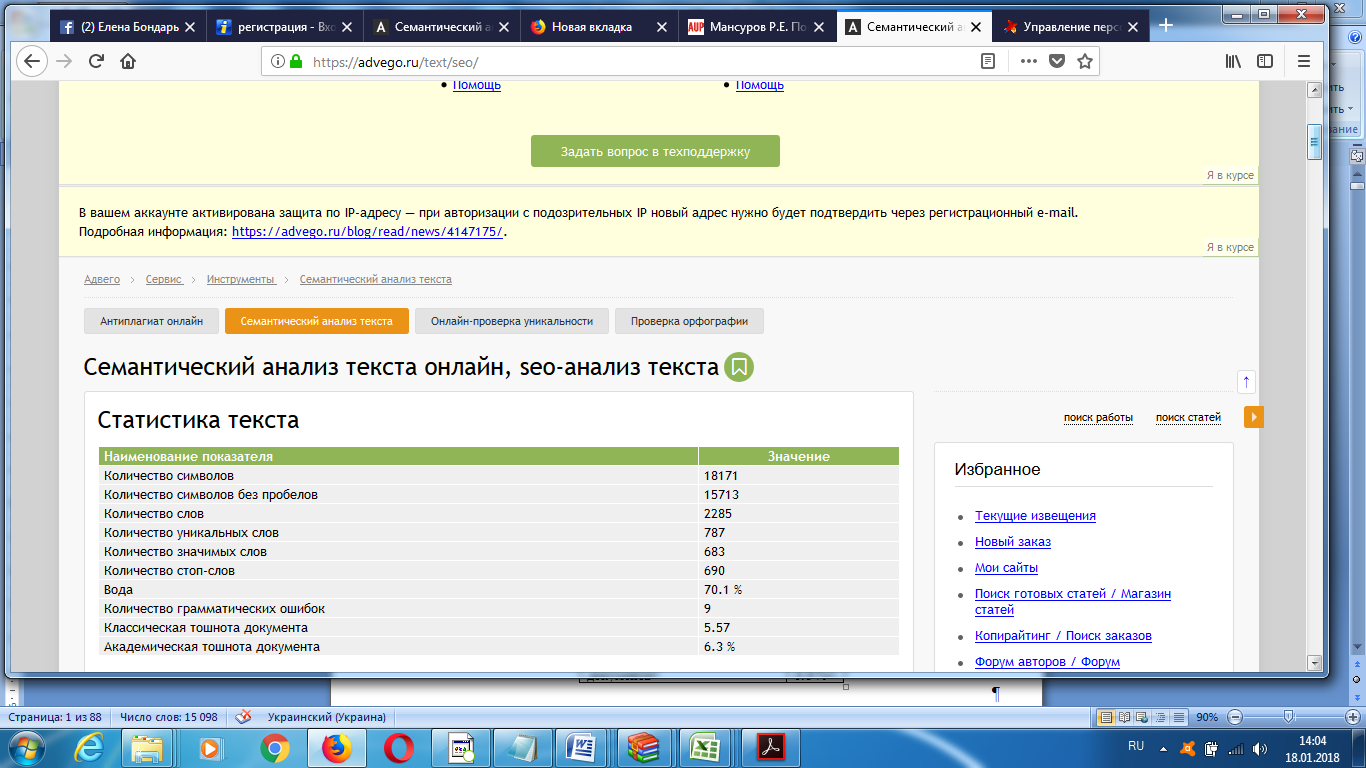 (2) Елена Бондарь
регистрация - Вхо
Семантический а
Новая вкладка
AUP Мансуров Р.Е. По
A Семантический а
Управление перс
https://advego.ru/text/seo/
Помощь Помощь
Задать вопрос в техподдержку
Я в курсе
В вашем аккаунте активирована защита по IP-адресу — при авторизации с подозрительных IP новый адрес нужно будет подтвердить через регистрационный e-mail.
Подробная информация: https://advego.ru/blog/read/news/4147175/.
Я в курсе
Адвего > Сервис > Инструменты > Семантический анализ текста
Антиплагиат онлайн Семантический анализ текста Онлайн-проверка уникальности Проверка орфографии
Семантический анализ текста онлайн, seo-анализ текста
Статистика текста
Наименование показателя Значение
Количество символов 18171
Количество символов без пробелов 15713
Количество слов 2285
Количество уникальных слов 787
Количество значимых слов 683
Количество стоп-слов 690
Вода 70.1 %
Количество грамматических ошибок 9
Классическая тошнота документа 5.57
Академическая тошнота документа 6.3 %
поиск работы поиск статей
Избранное
Текущие извещения
Новый заказ
Мои сайты
Поиск готовых статей / Магазин
статей
Копирайтинг / Поиск заказов
Форум авторов / Форум
Страница: 1 из 88 Число слов: 15 098 Украинский (Украина) 90%
RU 14:04
18.01.2018